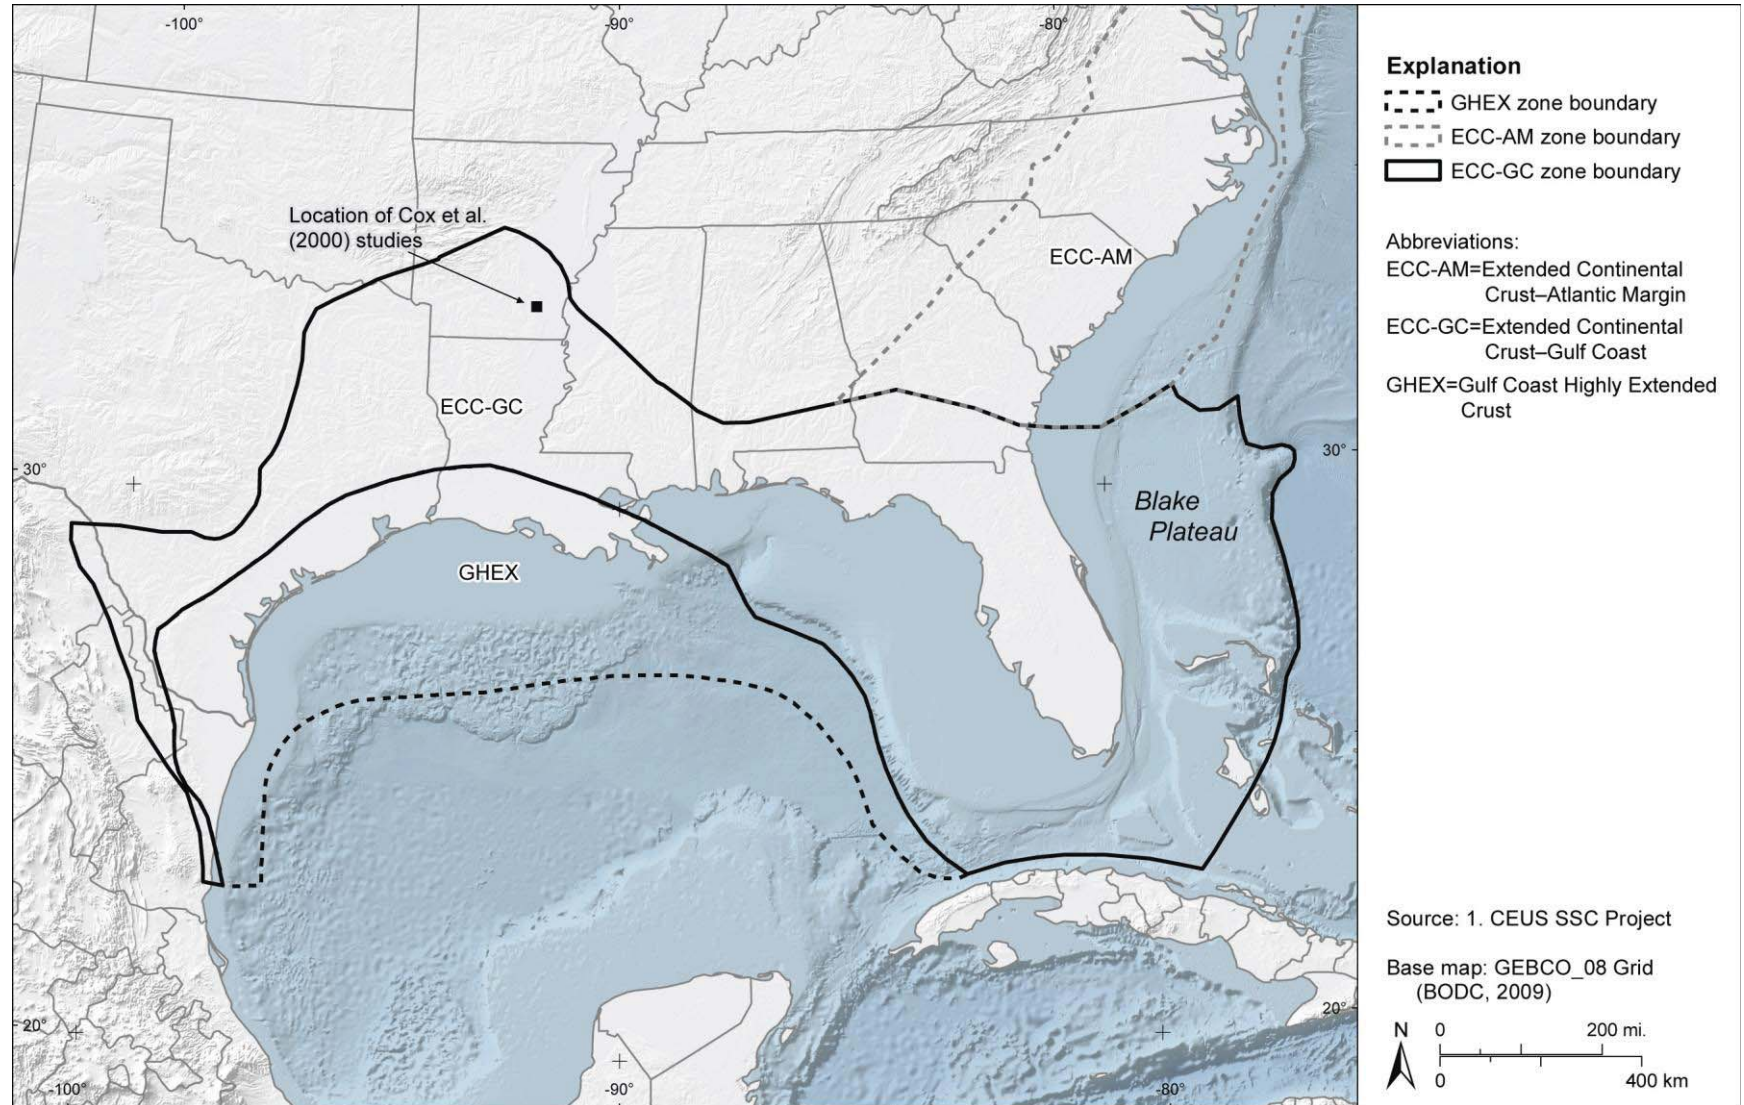 -100°
-90°
-80°
Location of Cox et al.
(2000) studies
ECC-AM
ECC-GC
30°
30°
Blake
Plateau
GHEX
20°
20°
-100°
-90°
-80°
Explanation
GHEX zone boundary
ECC-AM zone boundary
ECC-GC zone boundary
Abbreviations:
ECC-AM=Extended Continental
Crust–Atlantic Margin
ECC-GC=Extended Continental
Crust–Gulf Coast
GHEX=Gulf Coast Highly Extended
Crust
Source: 1. CEUS SSC Project
Base map: GEBCO_08 Grid
(BODC, 2009)
N
0 200 mi.
0 400 km